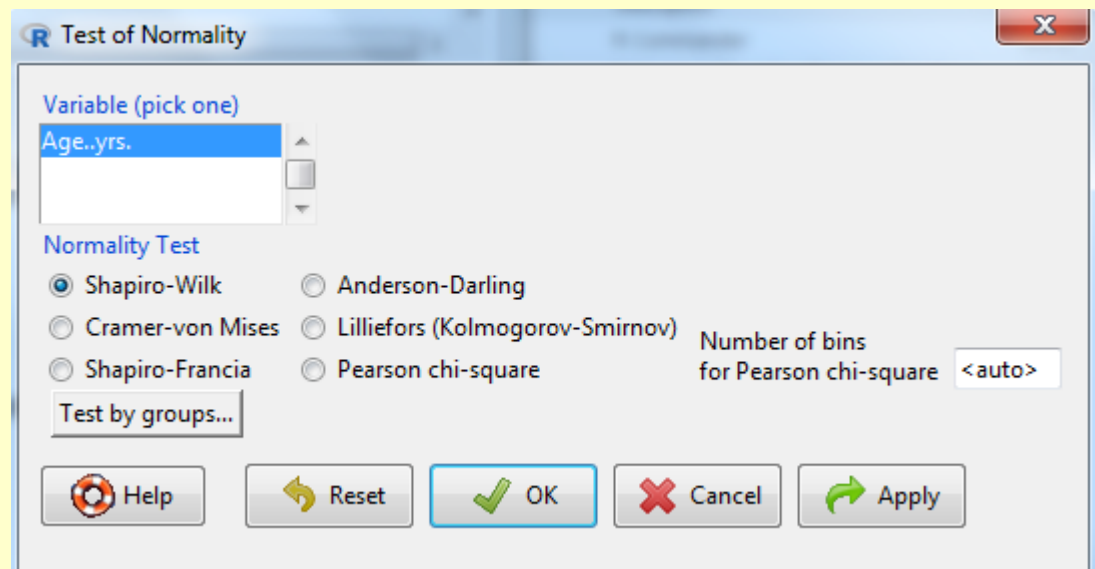 Test of Normality
Variable (pick one)
Age..yrs.
Normality Test
Shapiro-Wilk
Anderson-Darling
Cramer-von Mises
Lilliefors (Kolmogorov-Smirnov)
Shapiro-Francia
Pearson chi-square
Number of bins
for Pearson chi-square
<auto>
Test by groups...
Help
Reset
OK
Cancel
Apply